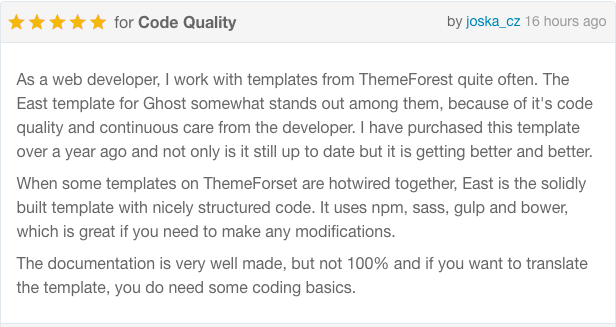 for Code Quality by joska_cz 16 hours ago
As a web developer, I work with templates from ThemeForest quite often. The
East template for Ghost somewhat stands out among them, because of it's code
quality and continuous care from the developer. I have purchased this template
over a year ago and not only is it still up to date but it is getting better and better.
When some templates on ThemeForset are hotwired together, East is the solidly
built template with nicely structured code. It uses npm, sass, gulp and bower,
which is great if you need to make any modifications.
The documentation is very well made, but not 100% and if you want to translate
the template, you do need some coding basics.